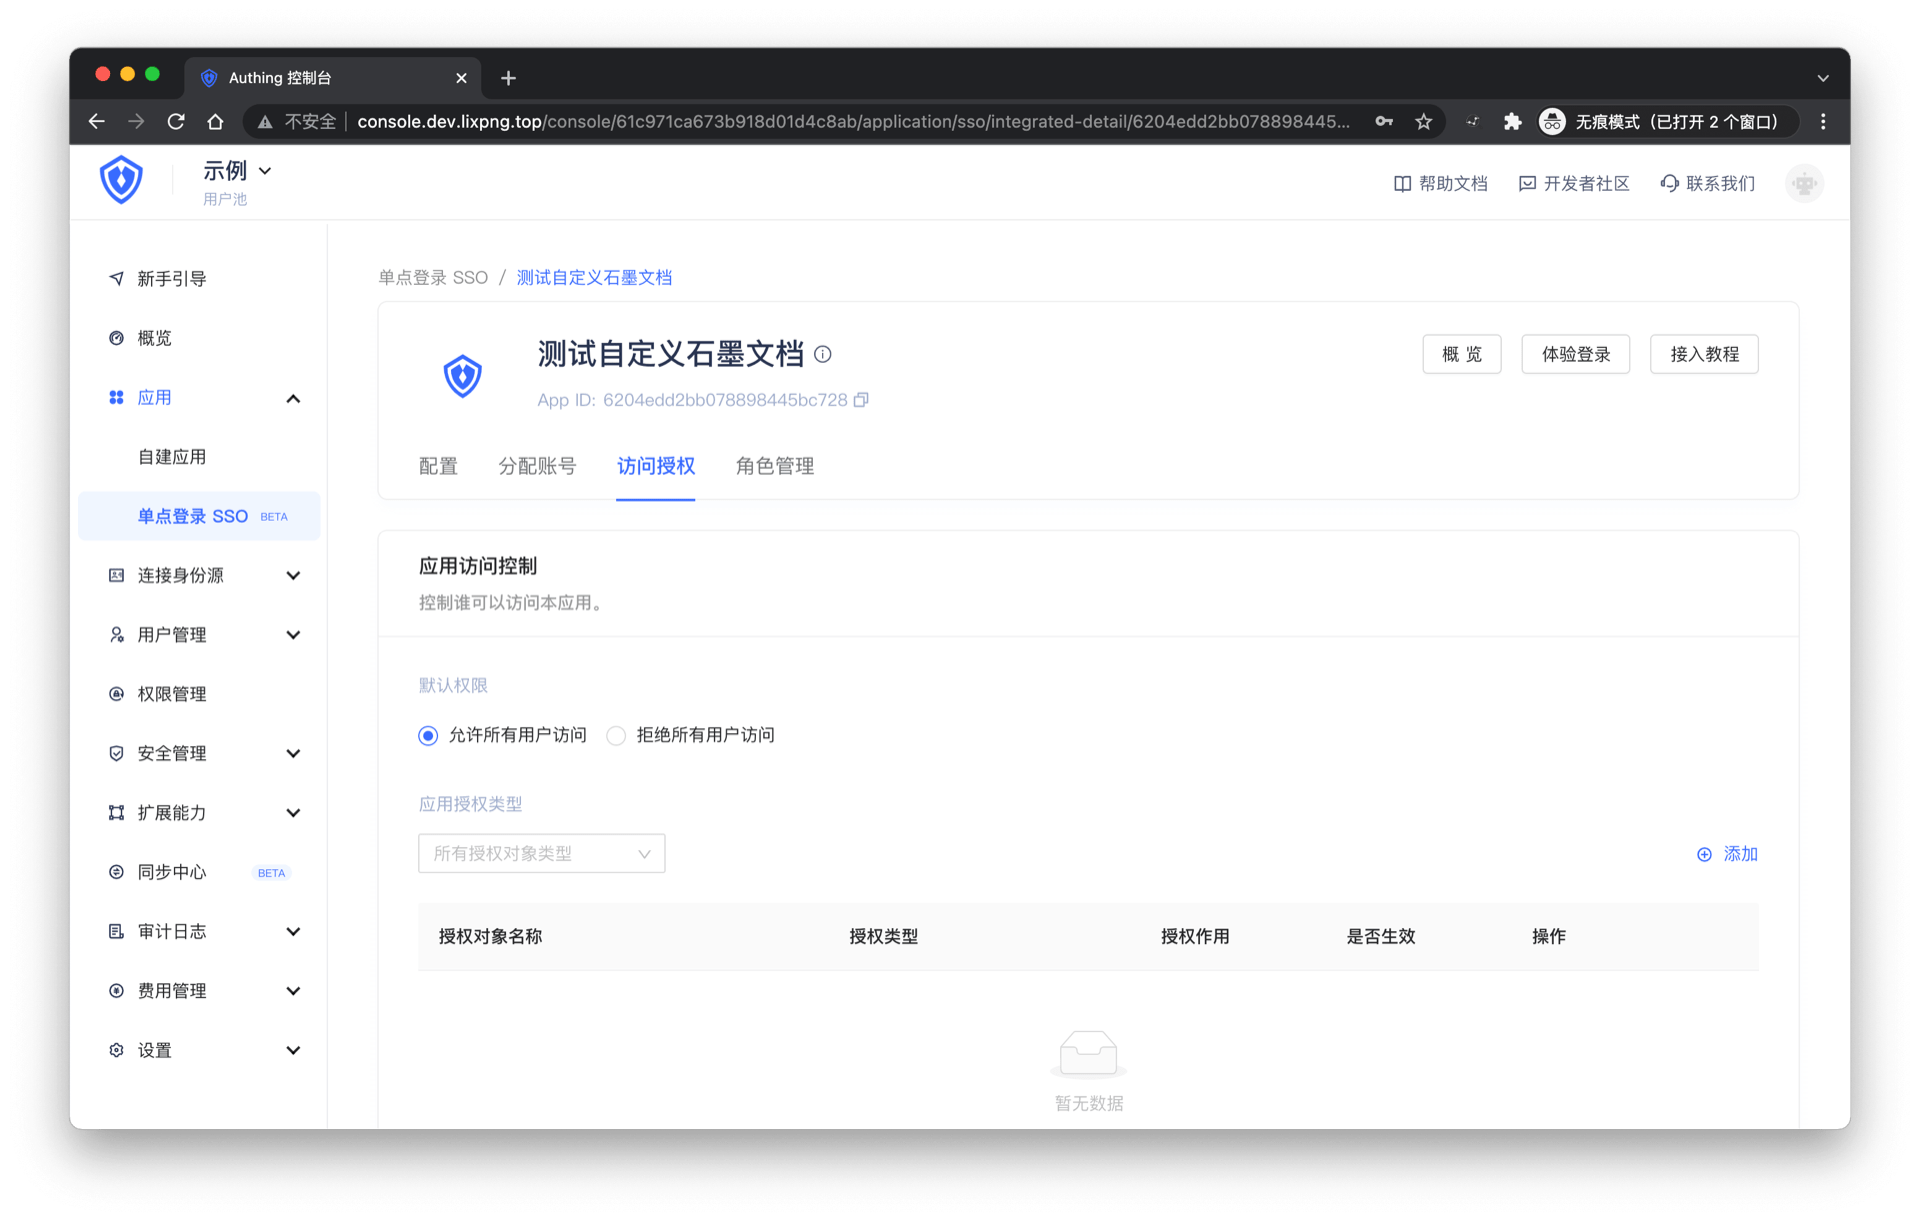 Authing 控制台
不安全 console.dev.lixpng.top/console/61c971ca673b918d01d4c8ab/application/sso/integrated-detail/6204edd2bb078898445...
无痕模式（已打开 2 个窗口）
示例
用户池
帮助文档
开发者社区
联系我们
新手引导
概览
应用
自建应用
单点登录 SSO BETA
连接身份源
用户管理
权限管理
安全管理
扩展能力
同步中心 BETA
审计日志
费用管理
设置
单点登录 SSO / 测试自定义石墨文档
测试自定义石墨文档
App ID: 6204edd2bb078898445bc728
概 览
体验登录
接入教程
配置
分配账号
访问授权
角色管理
应用访问控制
控制谁可以访问本应用。
默认权限
允许所有用户访问
拒绝所有用户访问
应用授权类型
所有授权对象类型
添加
授权对象名称
授权类型
授权作用
是否生效
操作
暂无数据